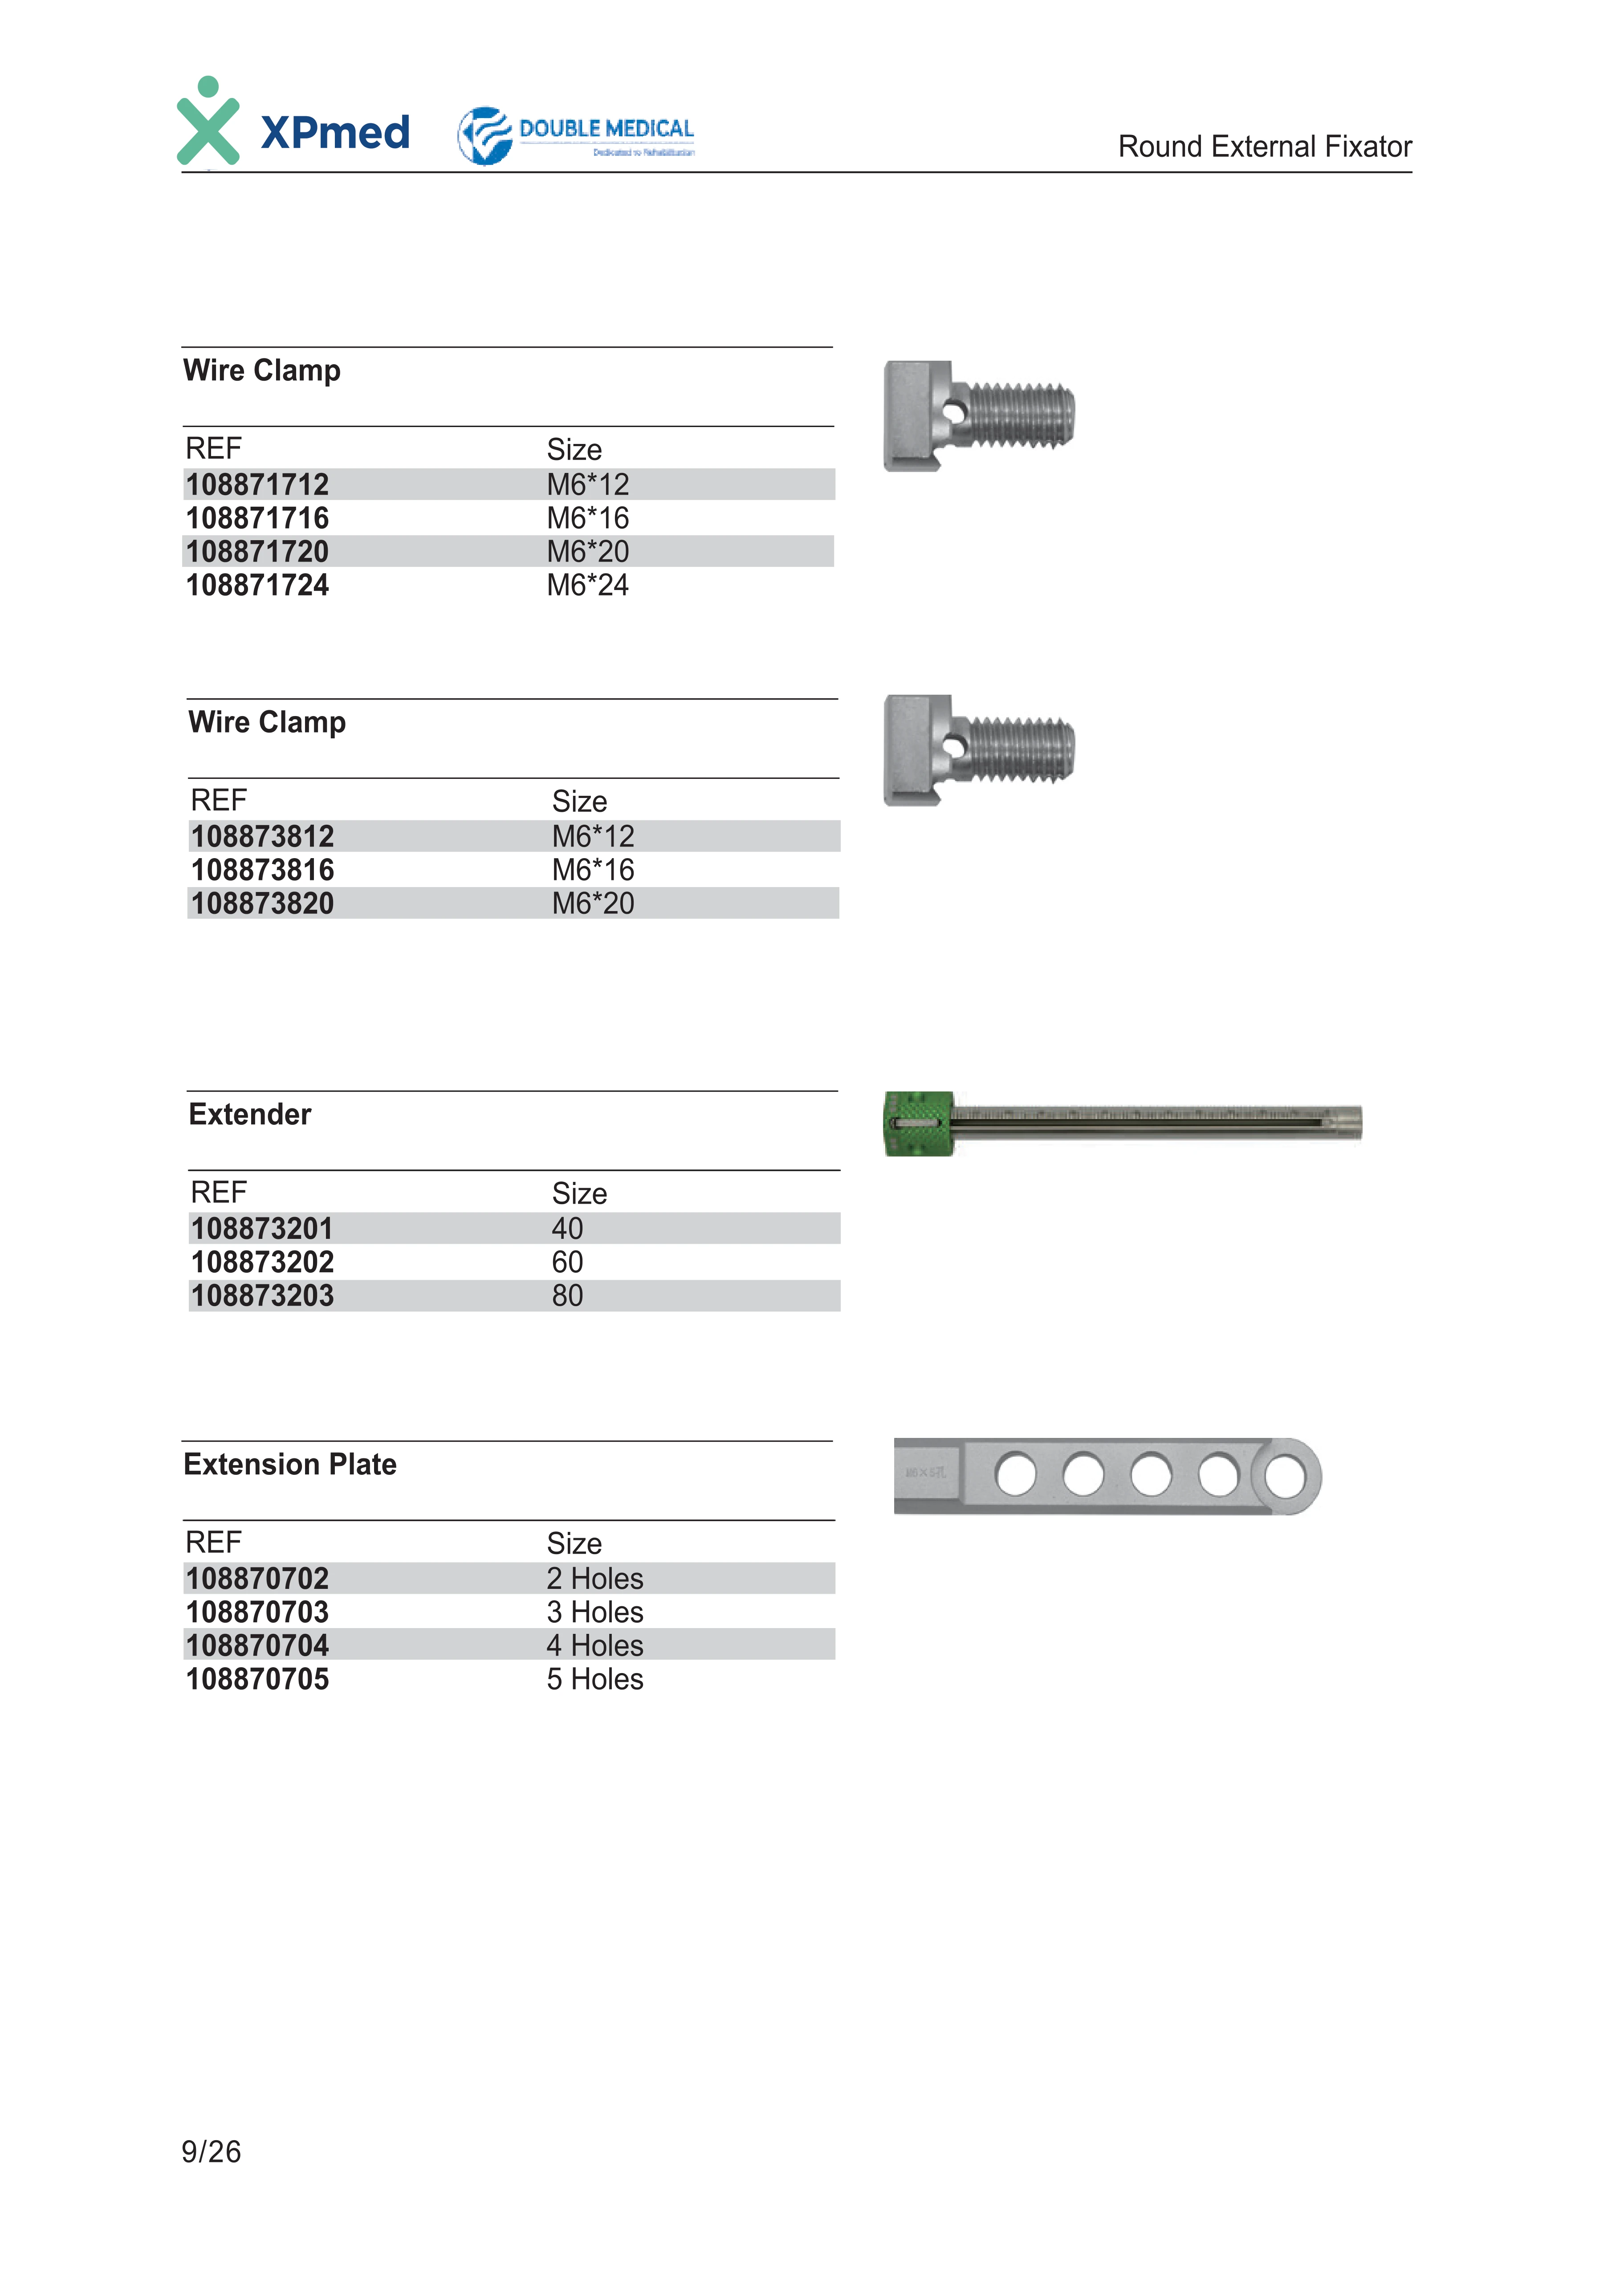 XPmed
DOUBLE MEDICAL
Dedicated to Rehabilitation
Round External Fixator
Wire Clamp
REF Size
108871712 M6*12
108871716 M6*16
108871720 M6*20
108871724 M6*24
Wire Clamp
REF Size
108873812 M6*12
108873816 M6*16
108873820 M6*20
Extender
REF Size
108873201 40
108873202 60
108873203 80
Extension Plate
REF Size
108870702 2 Holes
108870703 3 Holes
108870704 4 Holes
108870705 5 Holes
9/26